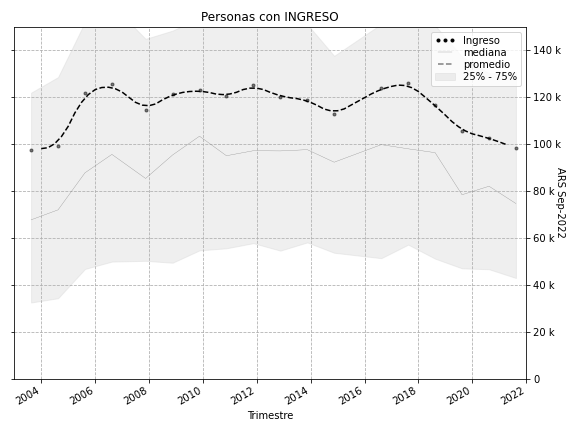 Personas con INGRESO
Ingreso
mediana
promedio
25% - 75%
140 k
120 k
100 k
80 k
60 k
40 k
20 k
0
ARS Sep-2022
2004
2006
2008
2010
2012
2014
2016
2018
2020
2022
Trimestre